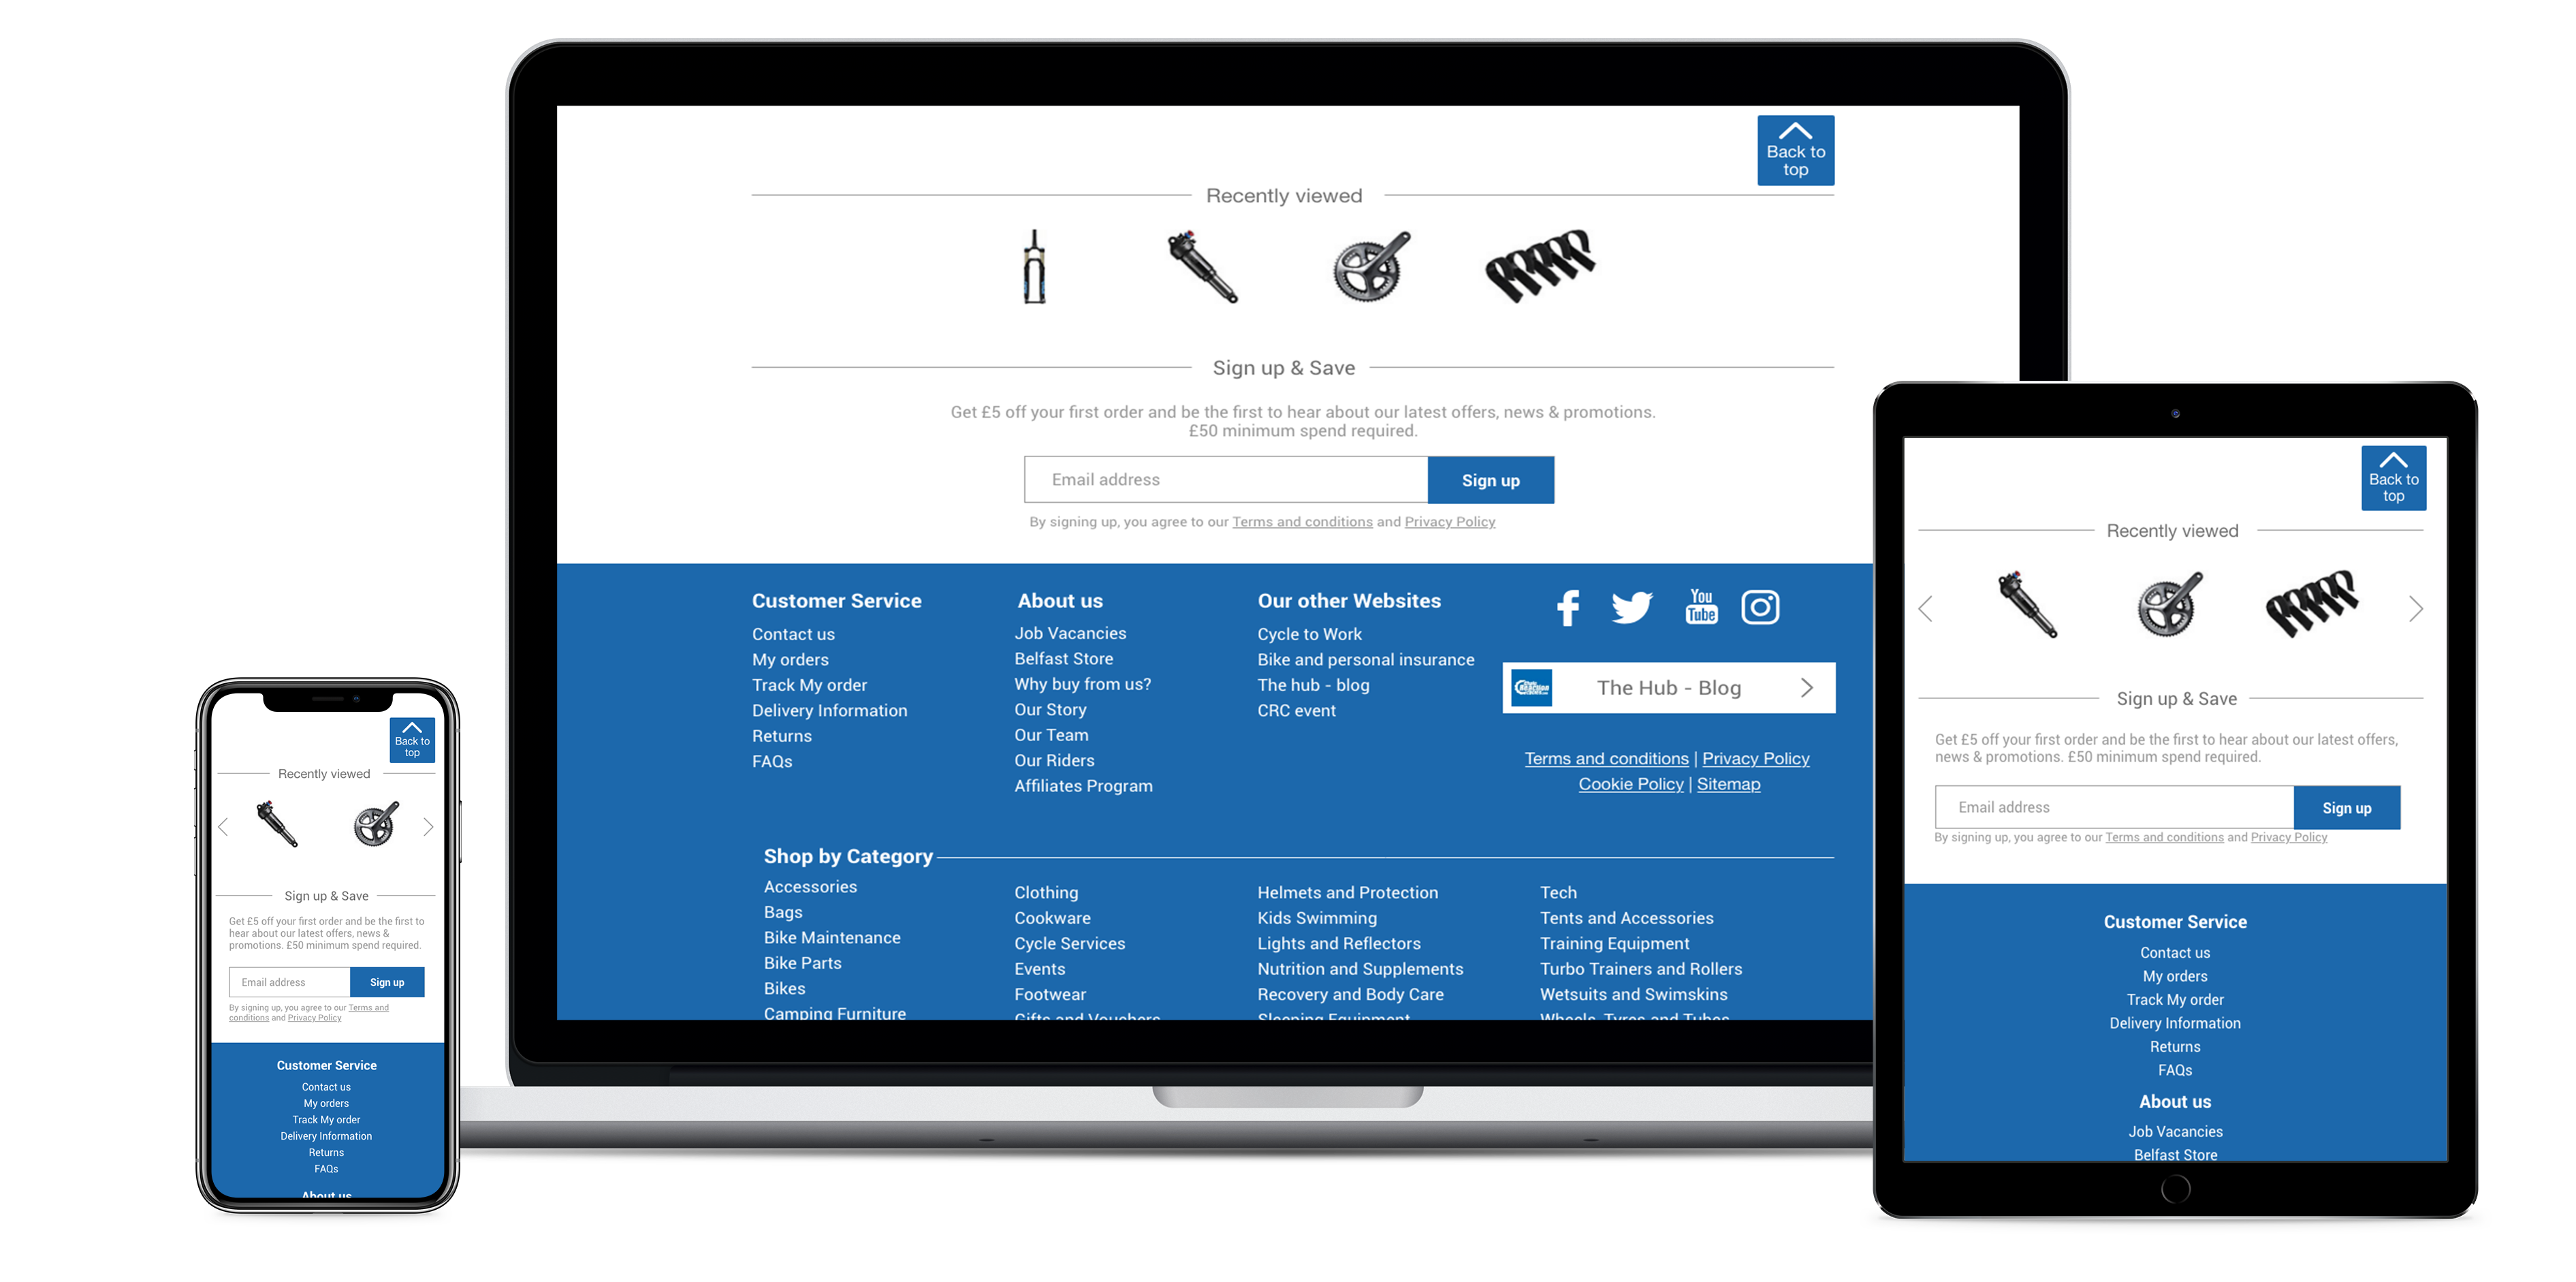 Back to
top
Recently viewed
Sign up & Save
Get £5 off your first order and be the first to hear about our latest offers, news & promotions.
£50 minimum spend required.
Email address
Sign up
By signing up, you agree to our Terms and conditions and Privacy Policy
Customer Service
Contact us
My orders
Track My order
Delivery Information
Returns
FAQs
About us
Job Vacancies
Belfast Store
Why buy from us?
Our Story
Our Team
Our Riders
Affiliates Program
Our other Websites
Cycle to Work
Bike and personal insurance
The hub - blog
CRC event
You
Tube
The Hub - Blog
Terms and conditions | Privacy Policy
Cookie Policy | Sitemap
Shop by Category
Accessories
Bags
Bike Maintenance
Bike Parts
Bikes
Camping Furniture
Clothing
Cookware
Cycle Services
Events
Footwear
Gifts and Vouchers
Helmets and Protection
Kids Swimming
Lights and Reflectors
Nutrition and Supplements
Recovery and Body Care
Sleeping Equipment
Tech
Tents and Accessories
Training Equipment
Turbo Trainers and Rollers
Wetsuits and Swimskins
Wheels, Tyres and Tubes
Back to
top
Recently viewed
Sign up & Save
Get £5 off your first order and be the first to
hear about our latest offers, news &
promotions. £50 minimum spend required.
Email address
Sign up
By signing up, you agree to our Terms and
conditions and Privacy Policy
Customer Service
Contact us
My orders
Track My order
Delivery Information
Returns
FAQs
About us
Back to
top
Recently viewed
Sign up & Save
Get £5 off your first order and be the first to hear about our latest offers,
news & promotions. £50 minimum spend required.
Email address
Sign up
By signing up, you agree to our Terms and conditions and Privacy Policy
Customer Service
Contact us
My orders
Track My order
Delivery Information
Returns
FAQs
About us
Job Vacancies
Belfast Store